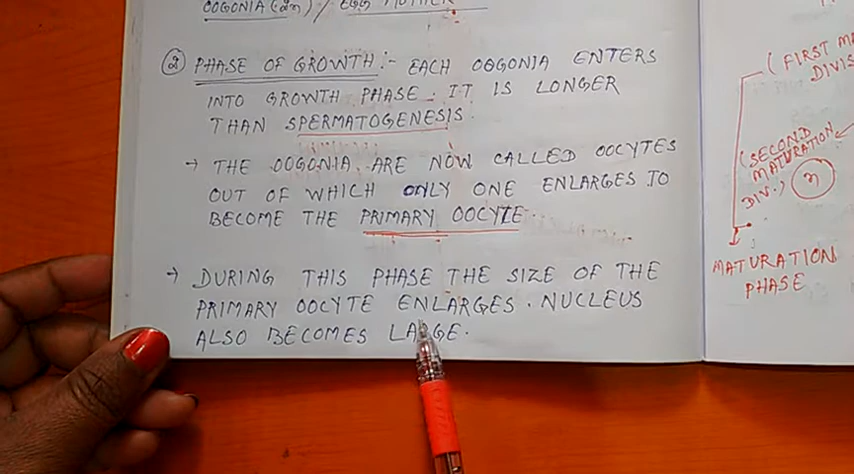 OOGONIA (2n) / EGG MOTHER
② PHASE OF GROWTH :- EACH OOGONIA ENTERS
INTO GROWTH PHASE. IT IS LONGER
THAN SPERMATOGENESIS.
→ THE OOGONIA ARE NOW CALLED OOCYTES
OUT OF WHICH ONLY ONE ENLARGES TO
BECOME THE PRIMARY OOCYTE.
→ DURING THIS PHASE THE SIZE OF THE
PRIMARY OOCYTE ENLARGES. NUCLEUS
ALSO BECOMES LARGE.
(FIRST
(SECOND
MATURATION
DIV.)
n
MATURATION
PHASE